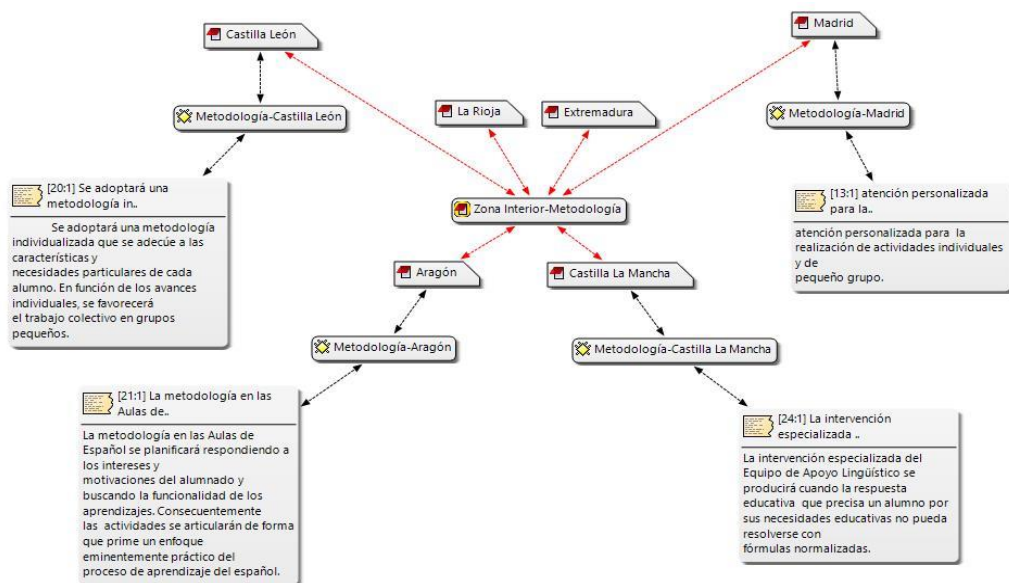 Castilla León
Madrid
La Rioja
Extremadura
Metodología-Castilla León
Metodología-Madrid
[20:1] Se adoptará una
metodología in..
Se adoptará una metodología
individualizada que se adecúe a las
características y
necesidades particulares de cada
alumno. En función de los avances
individuales, se favorecerá
el trabajo colectivo en grupos
pequeños.
Zona Interior-Metodología
[13:1] atención personalizada
para la..
atención personalizada para la
realización de actividades individuales
y de
pequeño grupo.
Aragón
Castilla La Mancha
Metodología-Aragón
Metodología-Castilla La Mancha
[21:1] La metodología en las
Aulas de..
La metodología en las Aulas de
Español se planificará respondiendo a
los intereses y
motivaciones del alumnado y
buscando la funcionalidad de los
aprendizajes. Consecuentemente
las actividades se articularán de forma
que prime un enfoque
eminentemente práctico del
proceso de aprendizaje del español.
[24:1] La intervención
especializada ..
La intervención especializada del
Equipo de Apoyo Lingüístico se
producirá cuando la respuesta
educativa que precisa un alumno por
sus necesidades educativas no pueda
resolverse con
fórmulas normalizadas.